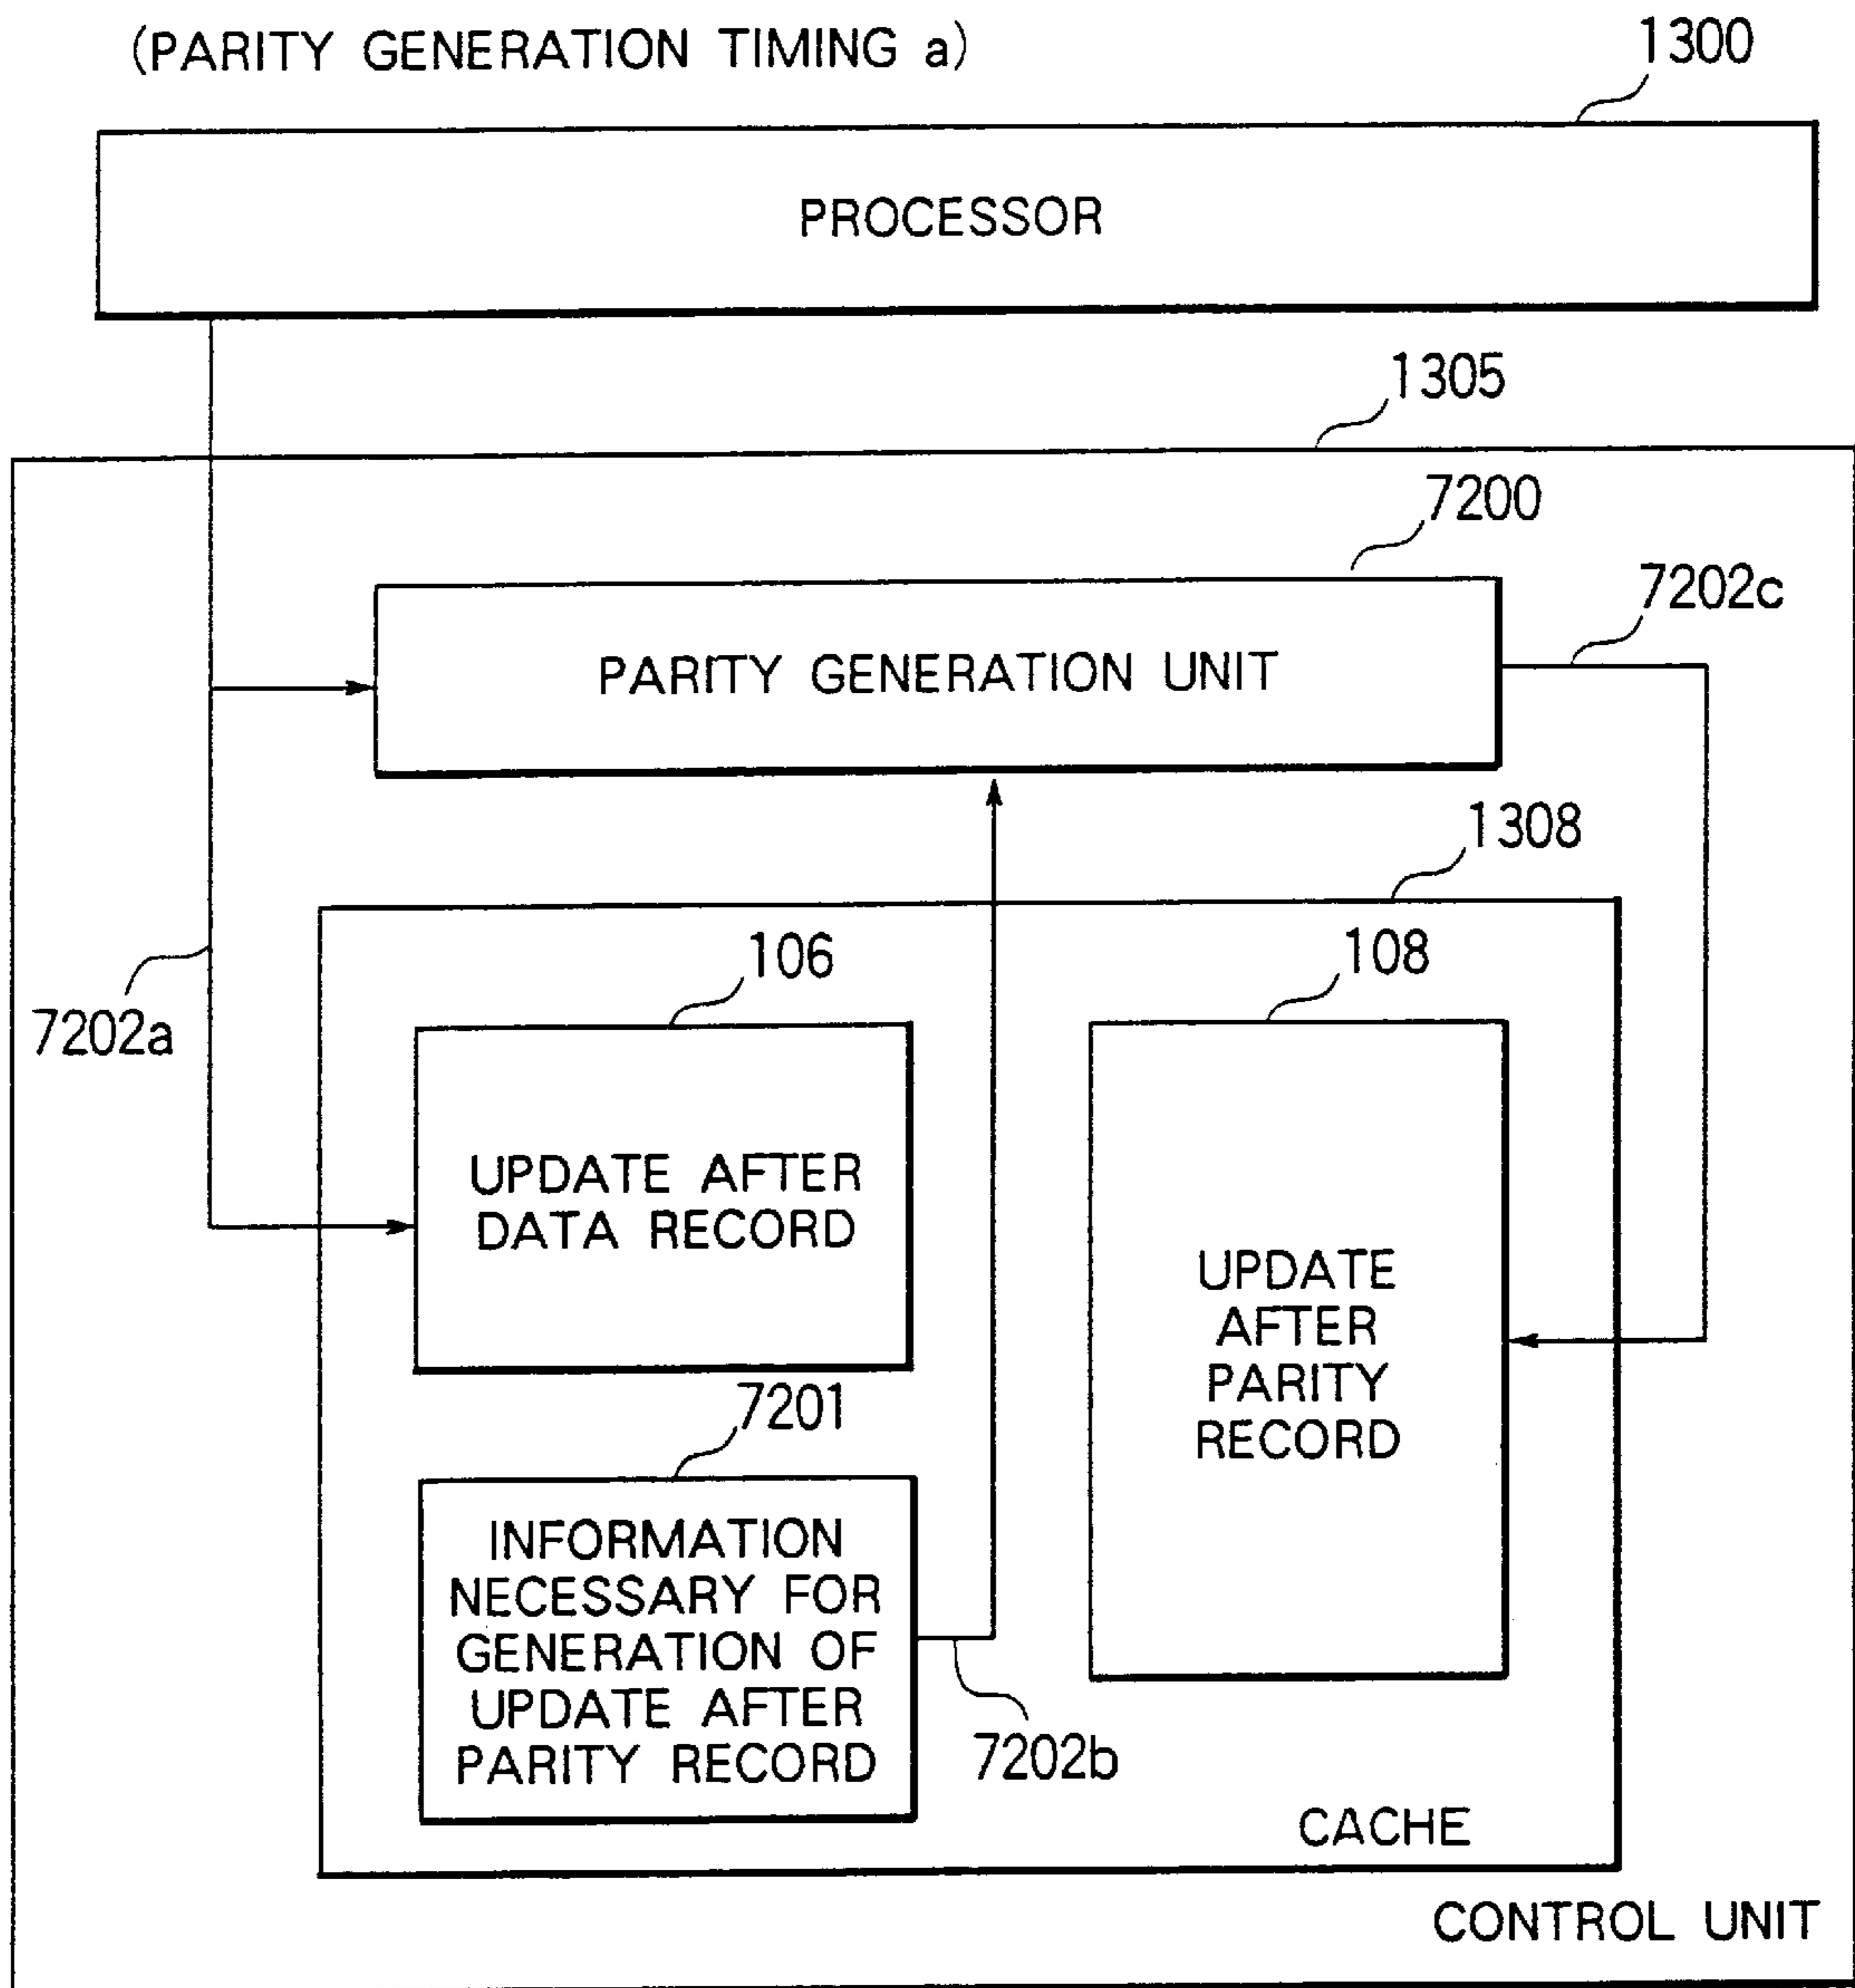 (PARITY GENERATION TIMING a)
1300
PROCESSOR
1305
7200
7202c
PARITY GENERATION UNIT
1308
106
108
7202a
UPDATE AFTER
DATA RECORD
UPDATE
AFTER
PARITY
RECORD
7201
INFORMATION
NECESSARY FOR
GENERATION OF
UPDATE AFTER
PARITY RECORD
7202b
CACHE
CONTROL UNIT